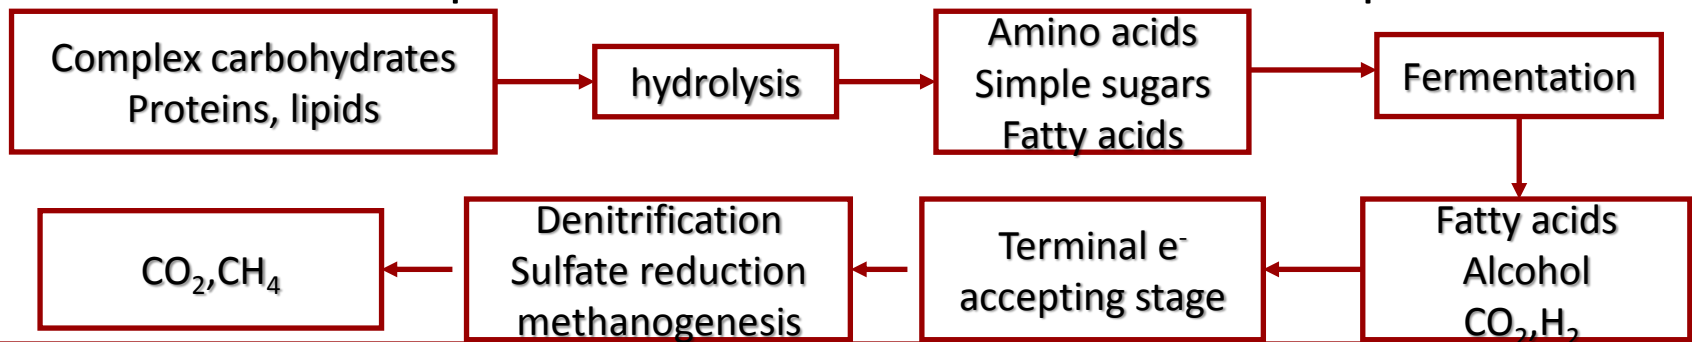 Complex carbohydrates
Proteins, lipids
hydrolysis
Amino acids
Simple sugars
Fatty acids
Fermentation
Fatty acids
Alcohol
CO₂,H₂
Terminal e⁻
accepting stage
Denitrification
Sulfate reduction
methanogenesis
CO₂,CH₄